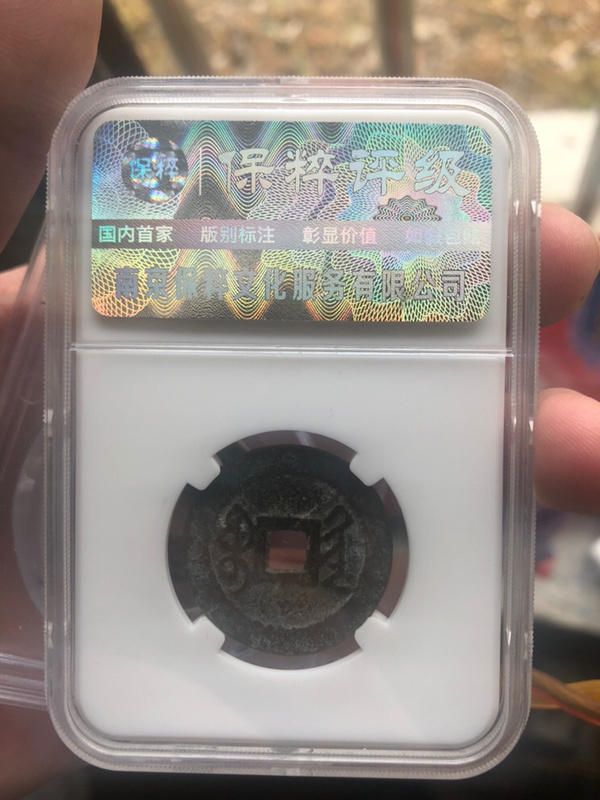 保粹 保粹评级
国内首家 版别标注 彰显价值
南京保粹文化服务有限公司